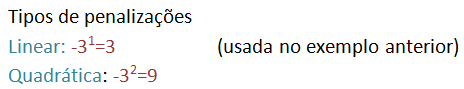 Tipos de penalizações
Linear: -3¹=3 (usada no exemplo anterior)
Quadrática: -3²=9